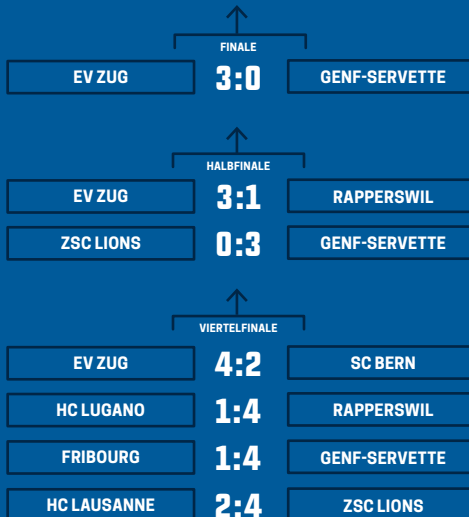 FINALE
EV ZUG 3:0 GENF-SERVETTE
HALBFINALE
EV ZUG 3:1 RAPPERSWIL
ZSC LIONS 0:3 GENF-SERVETTE
VIERTELFINALE
EV ZUG 4:2 SC BERN
HC LUGANO 1:4 RAPPERSWIL
FRIBOURG 1:4 GENF-SERVETTE
HC LAUSANNE 2:4 ZSC LIONS